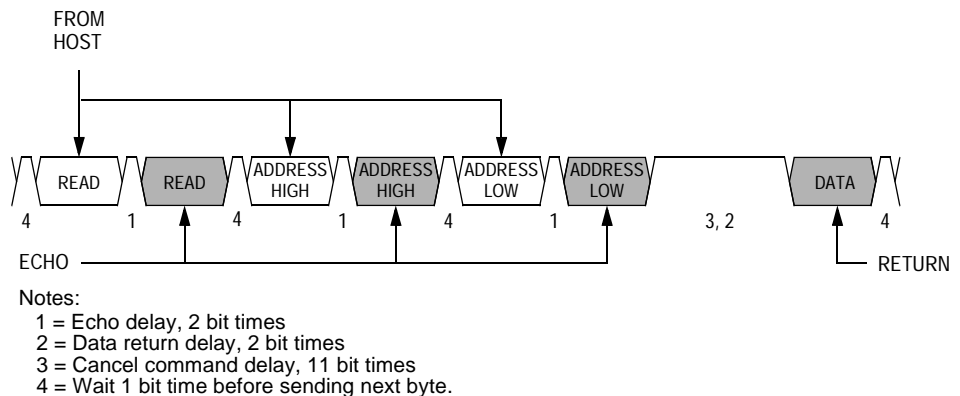 FROM
HOST
READ
READ
ADDRESS
HIGH
ADDRESS
HIGH
ADDRESS
LOW
ADDRESS
LOW
DATA
4
1
4
1
4
1
3, 2
4
ECHO
RETURN
Notes:
1 = Echo delay, 2 bit times
2 = Data return delay, 2 bit times
3 = Cancel command delay, 11 bit times
4 = Wait 1 bit time before sending next byte.